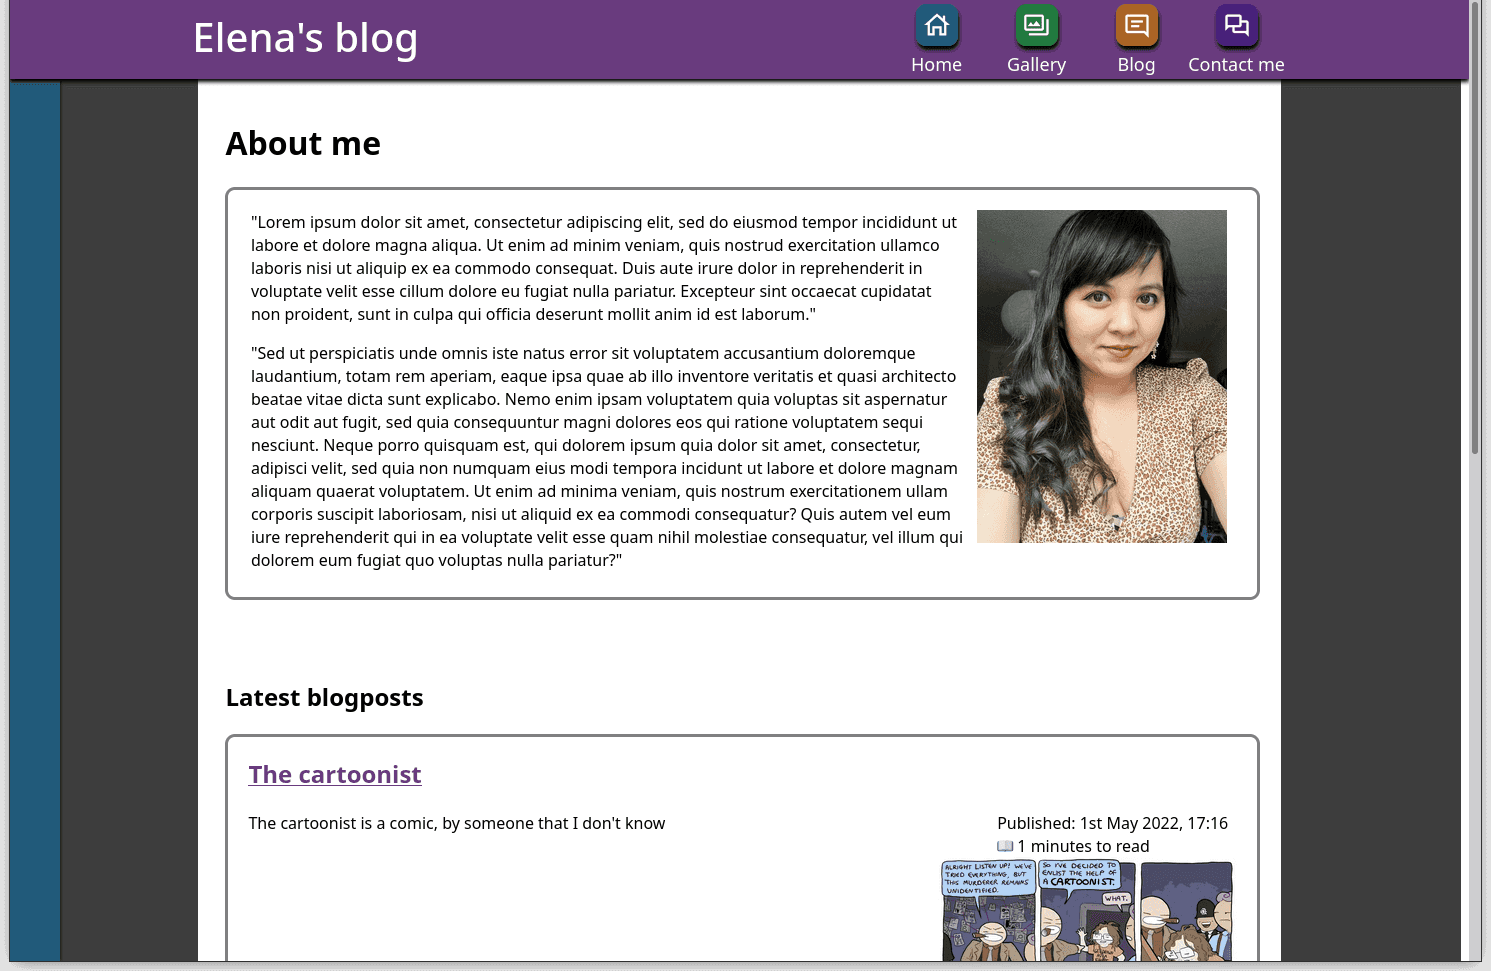 Elena's blog
Home
Gallery
Blog
Contact me
About me
"Lorem ipsum dolor sit amet, consectetur adipiscing elit, sed do eiusmod tempor incididunt ut
labore et dolore magna aliqua. Ut enim ad minim veniam, quis nostrud exercitation ullamco
laboris nisi ut aliquip ex ea commodo consequat. Duis aute irure dolor in reprehenderit in
voluptate velit esse cillum dolore eu fugiat nulla pariatur. Excepteur sint occaecat cupidatat
non proident, sunt in culpa qui officia deserunt mollit anim id est laborum."
"Sed ut perspiciatis unde omnis iste natus error sit voluptatem accusantium doloremque
laudantium, totam rem aperiam, eaque ipsa quae ab illo inventore veritatis et quasi architecto
beatae vitae dicta sunt explicabo. Nemo enim ipsam voluptatem quia voluptas sit aspernatur
aut odit aut fugit, sed quia consequuntur magni dolores eos qui ratione voluptatem sequi
nesciunt. Neque porro quisquam est, qui dolorem ipsum quia dolor sit amet, consectetur,
adipisci velit, sed quia non numquam eius modi tempora incidunt ut labore et dolore magnam
aliquam quaerat voluptatem. Ut enim ad minima veniam, quis nostrum exercitationem ullam
corporis suscipit laboriosam, nisi ut aliquid ex ea commodi consequatur? Quis autem vel eum
iure reprehenderit qui in ea voluptate velit esse quam nihil molestiae consequatur, vel illum qui
dolorem eum fugiat quo voluptas nulla pariatur?"
Latest blogposts
The cartoonist
The cartoonist is a comic, by someone that I don't know
Published: 1st May 2022, 17:16
1 minutes to read
ALRIGHT LISTEN UP! WE'VE
TRIED EVERYTHING, BUT
THIS MURDERER REMAINS
UNIDENTIFIED.
SO I'VE DECIDED TO
ENLIST THE HELP OF
A CARTOONIST.
WHAT.